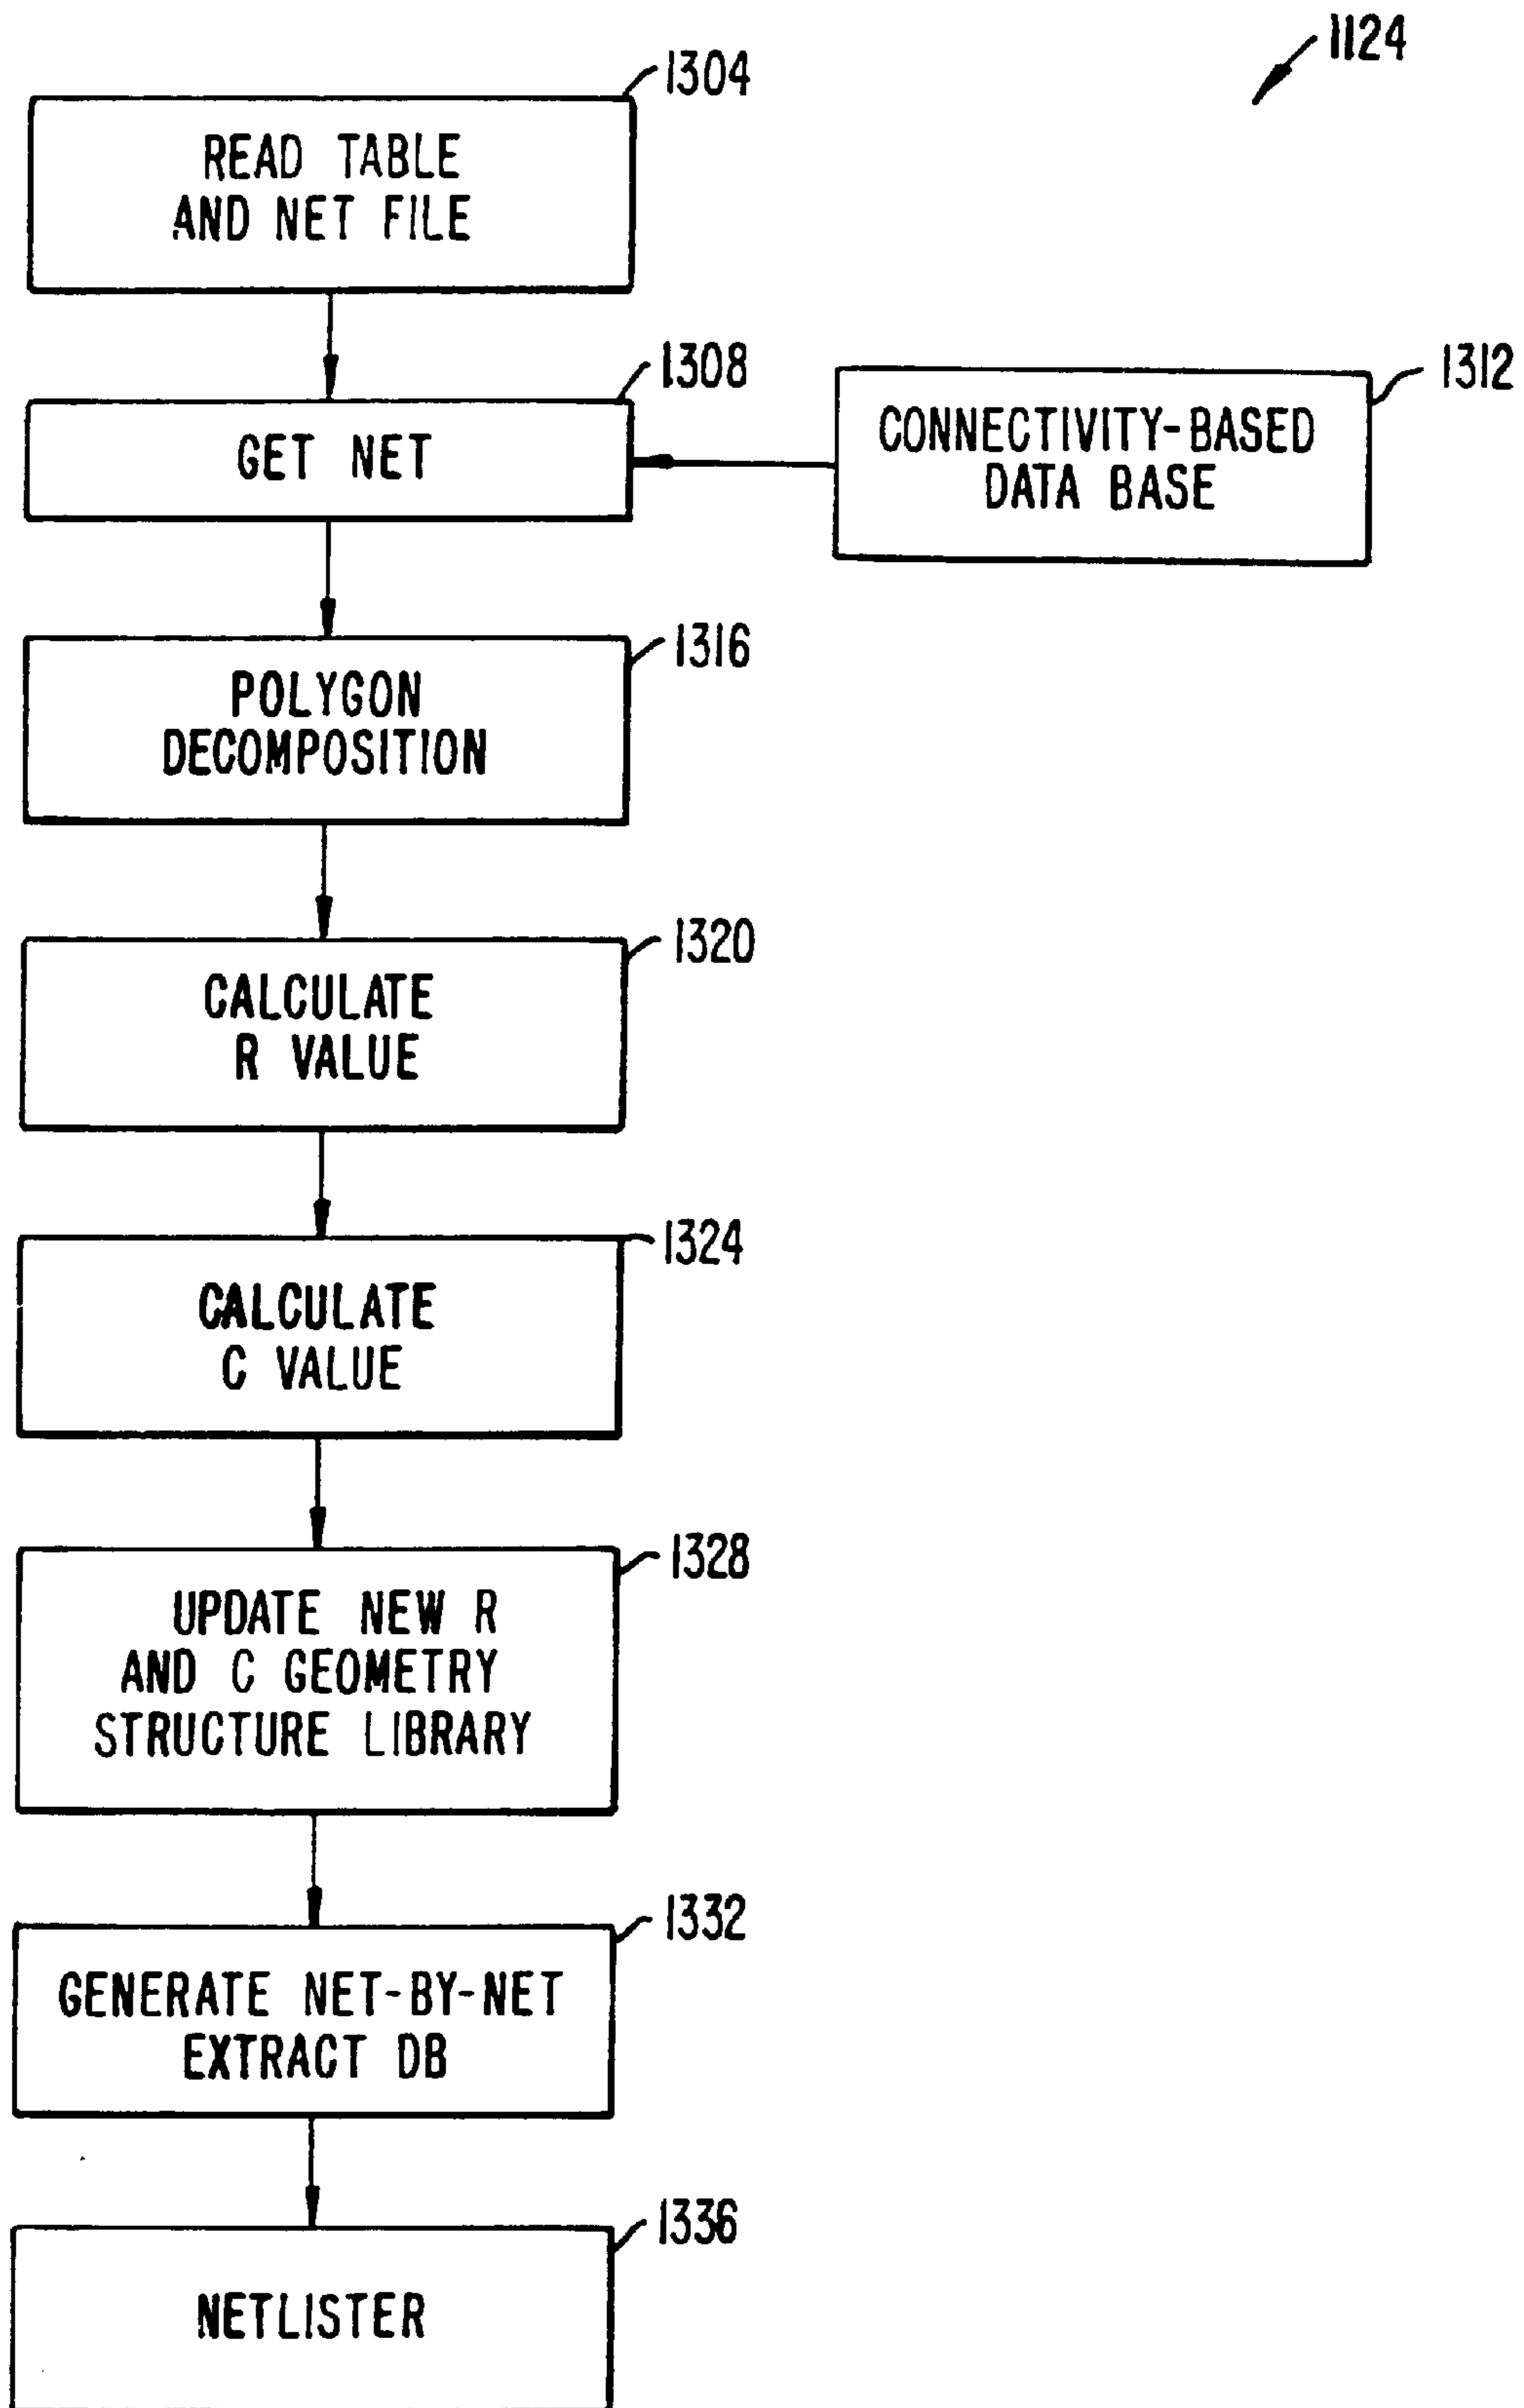 1124
1304
READ TABLE
AND NET FILE
1308
GET NET
1312
CONNECTIVITY-BASED
DATA BASE
1316
POLYGON
DECOMPOSITION
1320
CALCULATE
R VALUE
1324
CALCULATE
C VALUE
1328
UPDATE NEW R
AND C GEOMETRY
STRUCTURE LIBRARY
1332
GENERATE NET-BY-NET
EXTRACT DB
1336
NETLISTER